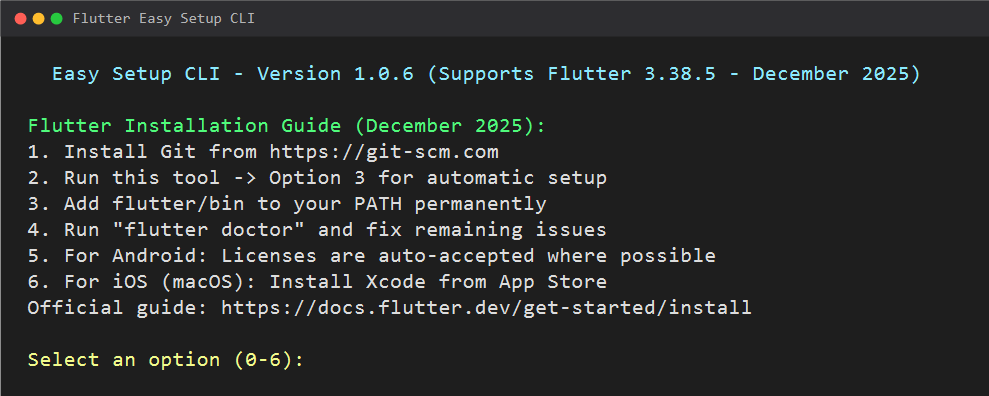 Flutter Easy Setup CLI
Easy Setup CLI - Version 1.0.6 (Supports Flutter 3.38.5 - December 2025)
Flutter Installation Guide (December 2025):
1. Install Git from https://git-scm.com
2. Run this tool -> Option 3 for automatic setup
3. Add flutter/bin to your PATH permanently
4. Run "flutter doctor" and fix remaining issues
5. For Android: Licenses are auto-accepted where possible
6. For iOS (macOS): Install Xcode from App Store
Official guide: https://docs.flutter.dev/get-started/install
Select an option (0-6):